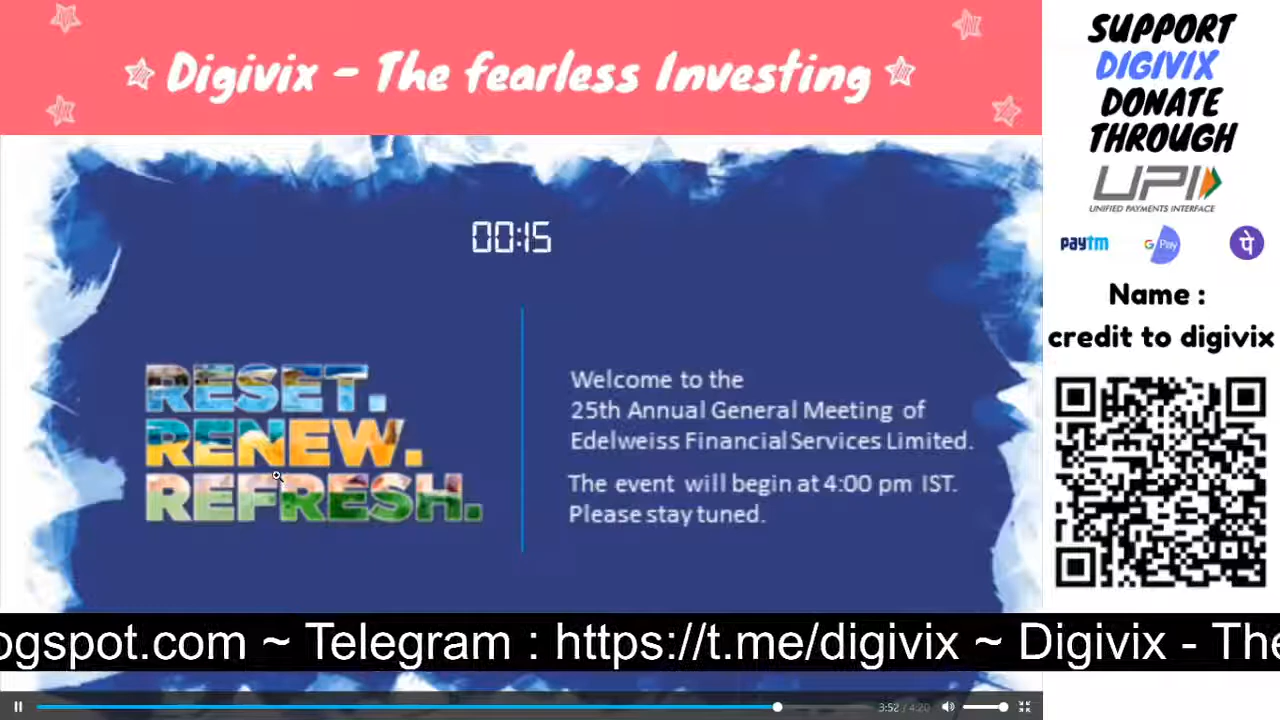 Digivix - The fearless Investing
00:15
RESET.
RENEW.
REFRESH.
Welcome to the
25th Annual General Meeting of
Edelweiss Financial Services Limited.
The event will begin at 4:00 pm IST.
Please stay tuned.
SUPPORT
DIGIVIX
DONATE
THROUGH
UPI
UNIFIED PAYMENTS INTERFACE
paytm
G Pay
पे
Name :
credit to digivix
ogspot.com ~ Telegram : https://t.me/digivix ~ Digivix - The
3:52 / 4:20